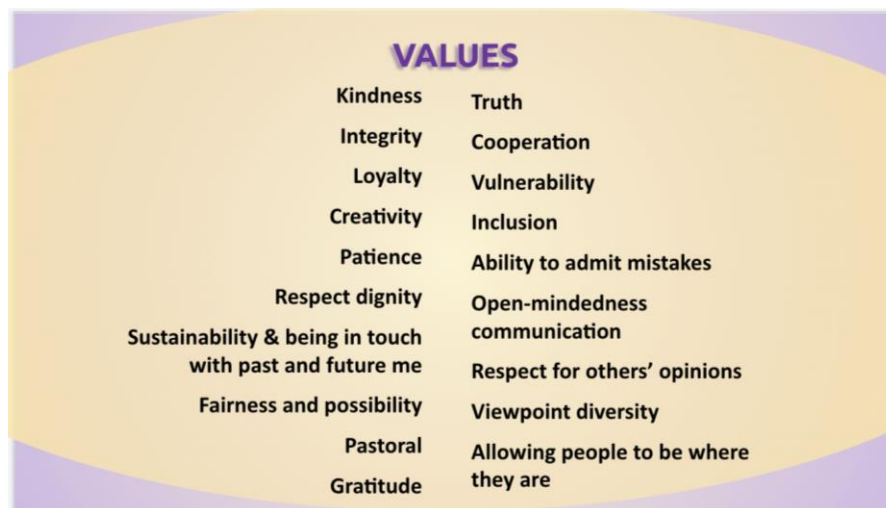 VALUES
Kindness
Integrity
Loyalty
Creativity
Patience
Respect dignity
Sustainability & being in touch
with past and future me
Fairness and possibility
Pastoral
Gratitude
Truth
Cooperation
Vulnerability
Inclusion
Ability to admit mistakes
Open-mindedness
communication
Respect for others’ opinions
Viewpoint diversity
Allowing people to be where
they are